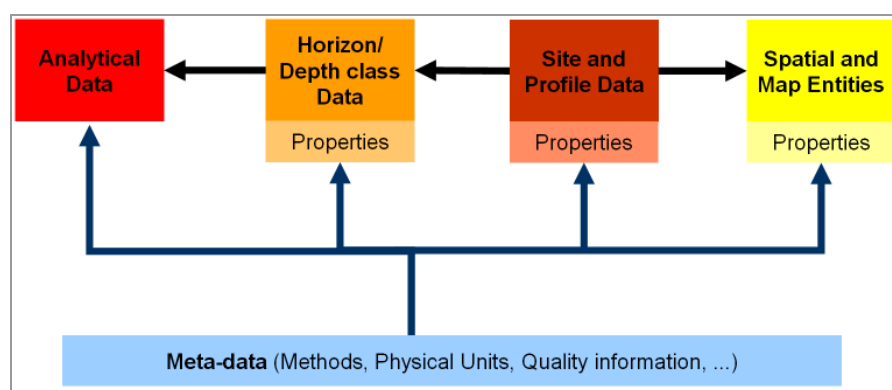 Analytical
Data
Horizon/
Depth class
Data
Properties
Site and
Profile Data
Properties
Spatial and
Map Entities
Properties
Meta-data (Methods, Physical Units, Quality information, ...)